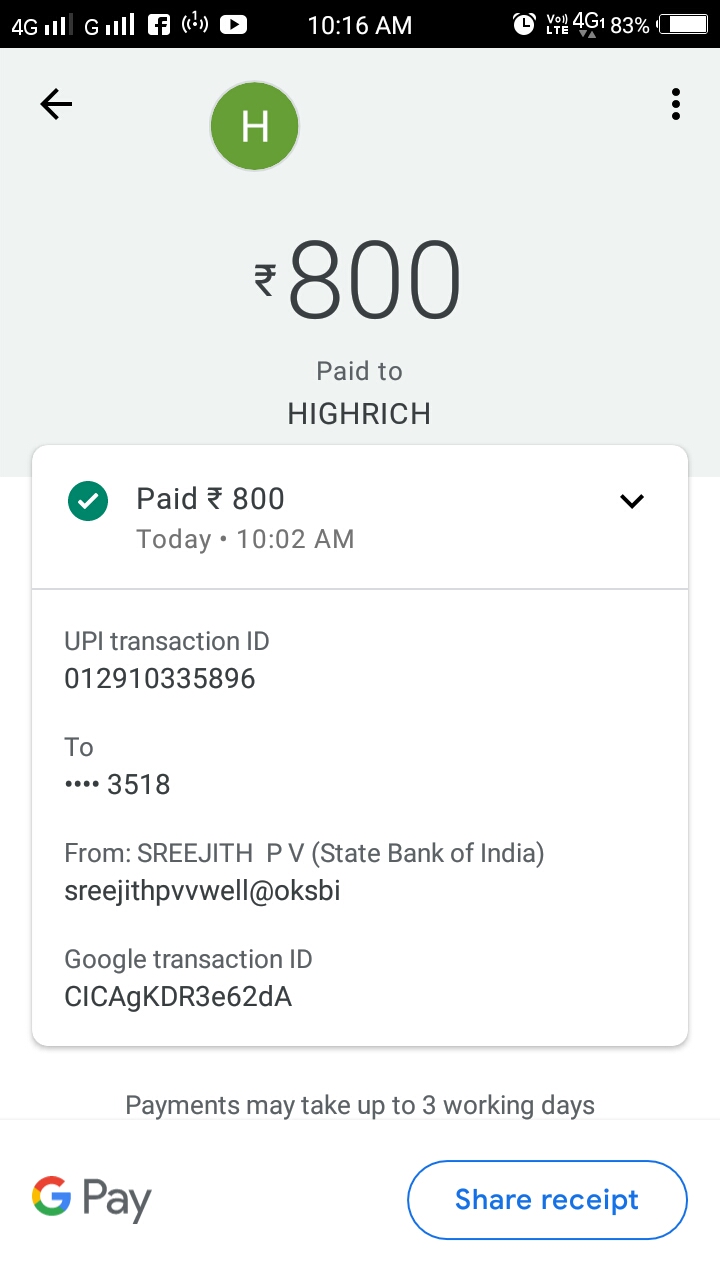 4G G 10:16 AM Vo)) LTE 4G1 83%
H
₹800
Paid to
HIGHRICH
Paid ₹ 800
Today • 10:02 AM
UPI transaction ID
012910335896
To
•••• 3518
From: SREEJITH  P V (State Bank of India)
sreejithpvvwell@oksbi
Google transaction ID
CICAgKDR3e62dA
Payments may take up to 3 working days
G Pay
Share receipt